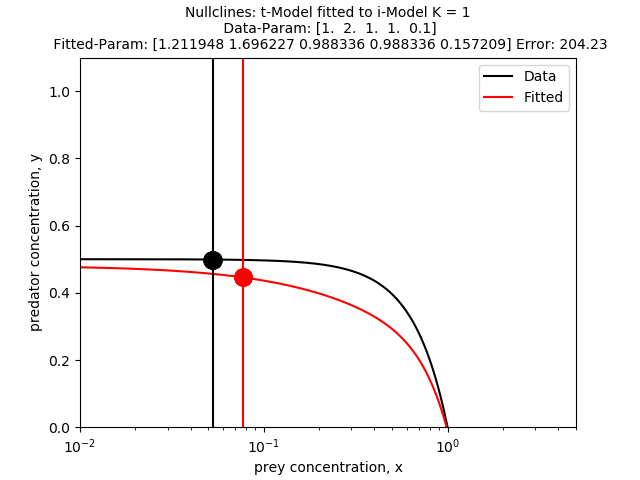 Nullclines: t-Model fitted to i-Model K = 1
Data-Param: [1. 2. 1. 1. 0.1]
Fitted-Param: [1.211948 1.696227 0.988336 0.988336 0.157209] Error: 204.23
Data
Fitted
predator concentration, y
1.0
0.8
0.6
0.4
0.2
0.0
10⁻² 10⁻¹ 10⁰
prey concentration, x